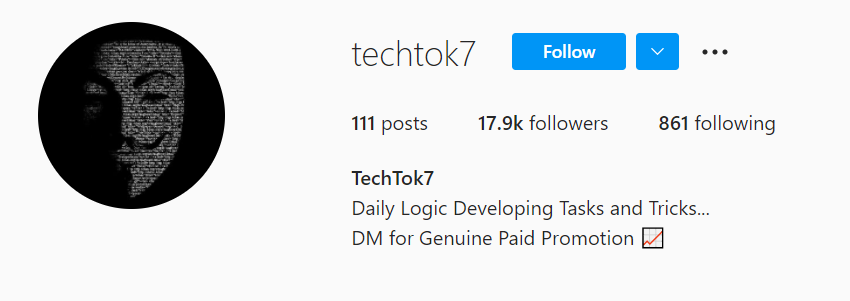 techtok7 Follow
111 posts 17.9k followers 861 following
TechTok7
Daily Logic Developing Tasks and Tricks...
DM for Genuine Paid Promotion 📈